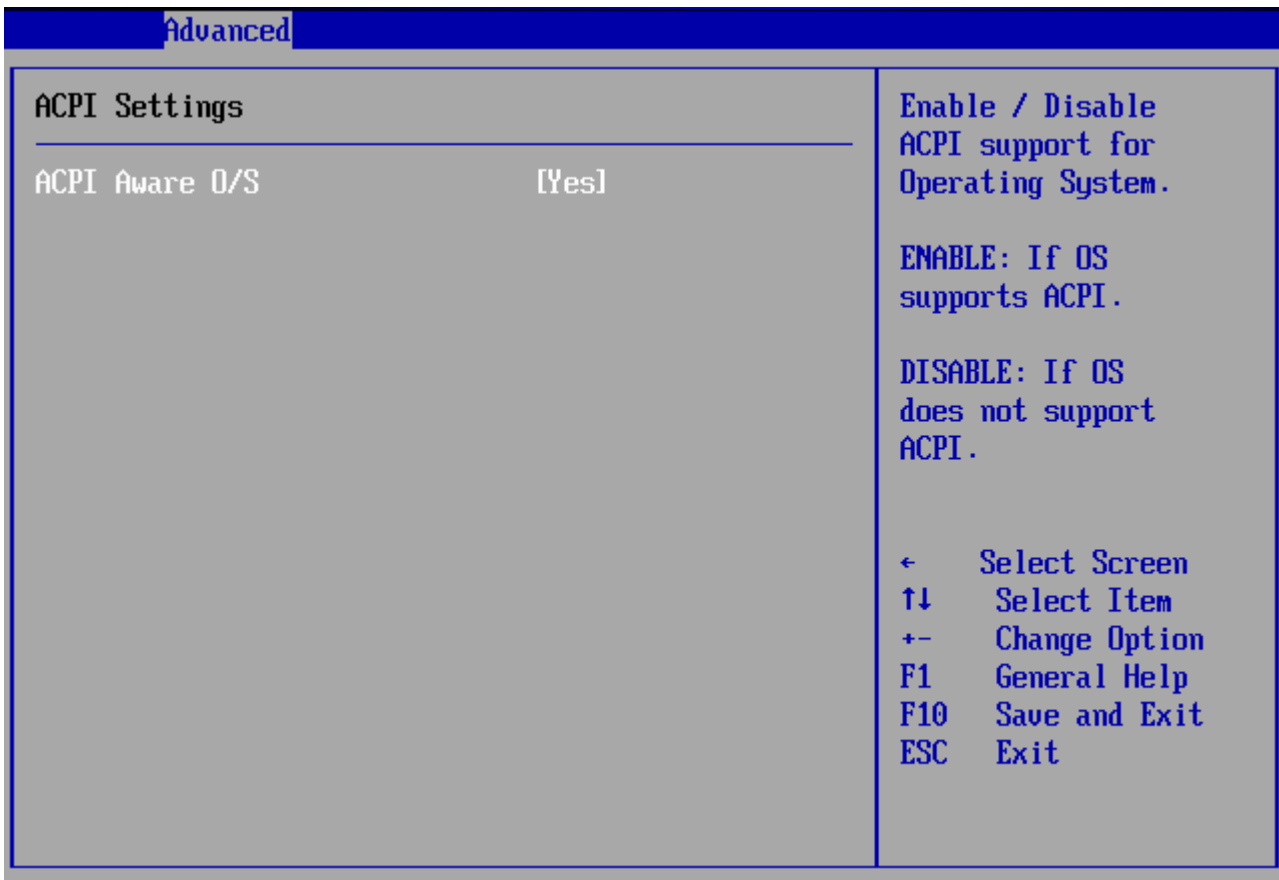 Advanced
ACPI Settings
ACPI Aware O/S [Yes]
Enable / Disable
ACPI support for
Operating System.
ENABLE: If OS
supports ACPI.
DISABLE: If OS
does not support
ACPI.
← Select Screen
↑↓ Select Item
+- Change Option
F1 General Help
F10 Save and Exit
ESC Exit